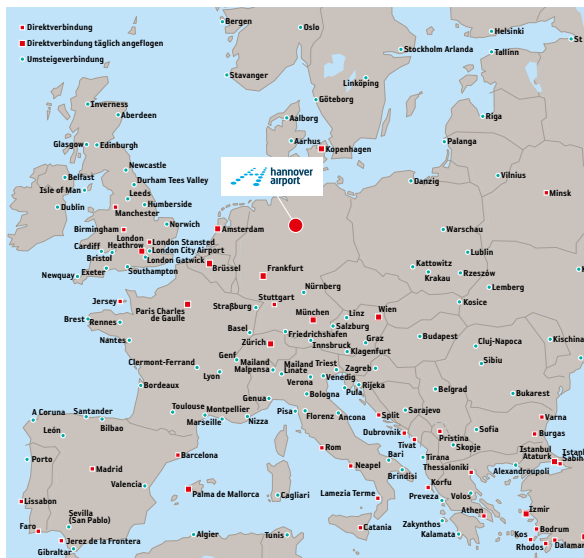 Direktverbindung
Direktverbindung täglich angeflogen
Umsteigeverbindung
Bergen
Oslo
Helsinki
St
Stockholm Arlanda
Tallinn
Stavanger
Linköping
Göteborg
Inverness
Aberdeen
Aalborg
Riga
Aarhus
Glasgow
Edinburgh
Kopenhagen
Palanga
hannover
airport
Newcastle
Belfast
Durham Tees Valley
Danzig
Vilnius
Isle of Man
Leeds
Minsk
Dublin
Humberside
Manchester
Norwich
Birmingham
Amsterdam
Warschau
London
Heathrow
London Stansted
London City Airport
Cardiff
Bristol
London Gatwick
Lublin
Exeter
Southampton
Brüssel
Frankfurt
Kattowitz
Krakau
Rzeszów
Newquay
Nürnberg
Lemberg
Jersey
Paris Charles
de Gaulle
Straßburg
Stuttgart
Kosice
Brest
Rennes
München
Linz
Wien
Salzburg
Basel
Friedrichshafen
Nantes
Zürich
Innsbruck
Graz
Budapest
Kischina
Klagenfurt
Cluj-Napoca
Genf
Clermont-Ferrand
Lyon
Mailand
Malpensa
Mailand
Linate
Triest
Zagreb
Sibiu
Verona
Venedig
Bordeaux
Pula
Rijeka
Belgrad
Bukarest
Genua
Bologna
Toulouse
Montpellier
Pisa
Florenz
Ancona
Split
Sarajevo
Varna
A Coruna
Santander
Marseille
Nizza
León
Bilbao
Dubrovnik
Pristina
Sofia
Burgas
Tivat
Skopje
Rom
Bari
Tirana
Istanbul
Ataturk
Istanb
Sabiha
Porto
Barcelona
Madrid
Neapel
Brindisi
Thessaloniki
Alexandroúpoli
Valencia
Korfu
Lissabon
Palma de Mallorca
Cagliari
Lamezia Terme
Preveza
Volos
Sevilla
(San Pablo)
Zakynthos
Athen
İzmir
Faro
Catania
Kalamata
Bodrum
Jerez de la Frontera
Algier
Tunis
Kos
Dalaman
Gibraltar
Rhodos